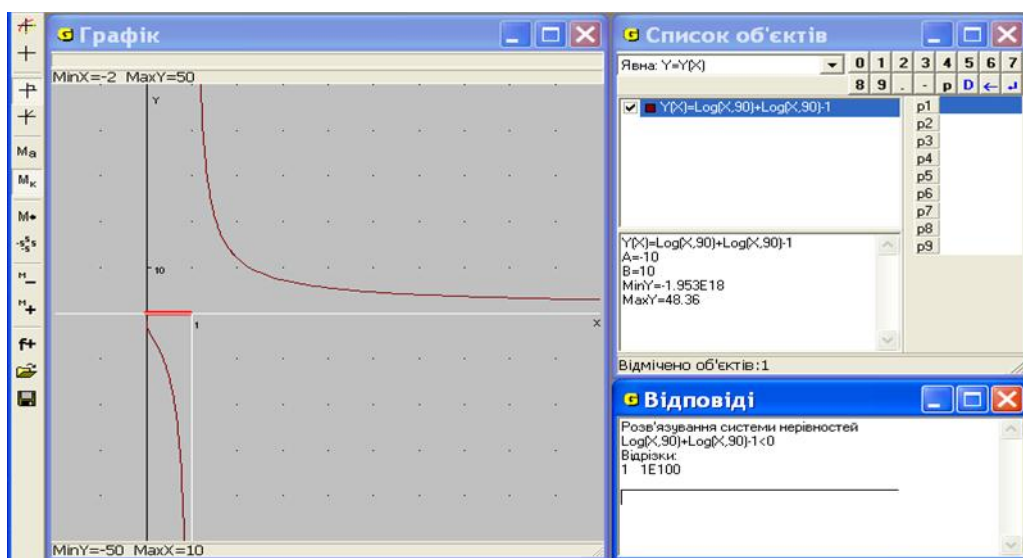 Графік
MinX=-2 MaxY=50
Y
10
1
X
MinY=-50 MaxX=10
Ma
Mк
M
-s
M
M
f+
Список об'єктів
Явна: Y=Y(X)
0 1 2 3 4 5 6 7
8 9 . - p D ← ↲
Y(X)=Log(X,90)+Log(X,90)-1
p1
p2
p3
p4
p5
p6
p7
p8
p9
Y(X)=Log(X,90)+Log(X,90)-1
A=-10
B=10
MinY=-1.953E18
MaxY=48.36
Відмічено об'єктів:1
Відповіді
Розв'язування системи нерівностей
Log(X,90)+Log(X,90)-1<0
Відрізки:
1 1E100